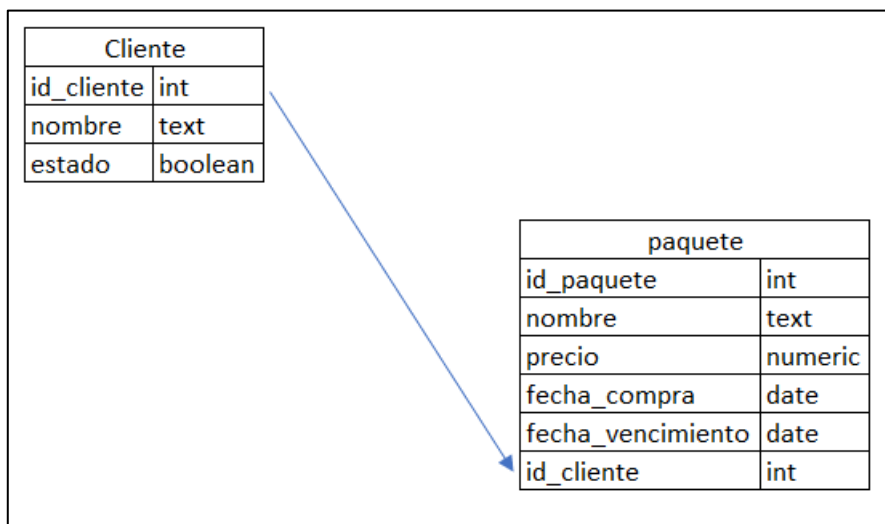 Cliente
id_cliente int
nombre text
estado boolean
paquete
id_paquete int
nombre text
precio numeric
fecha_compra date
fecha_vencimiento date
id_cliente int